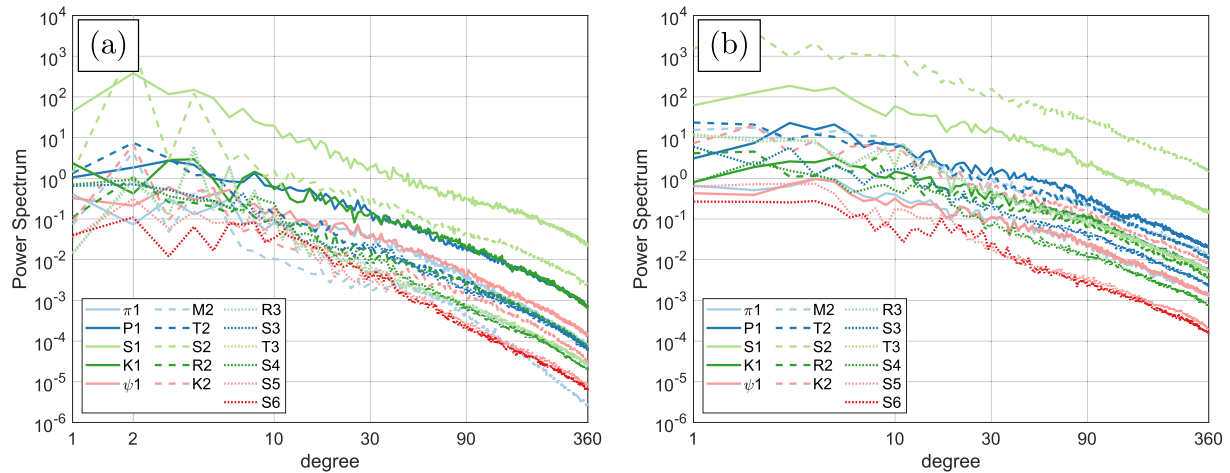 (a)
Power Spectrum
10^4
10^3
10^2
10^1
10^0
10^-1
10^-2
10^-3
10^-4
10^-5
10^-6
π1 M2 R3
P1 T2 S3
S1 S2 T3
K1 R2 S4
ψ1 K2 S5
S6
1 2 10 30 90 360
degree
(b)
Power Spectrum
10^4
10^3
10^2
10^1
10^0
10^-1
10^-2
10^-3
10^-4
10^-5
10^-6
π1 M2 R3
P1 T2 S3
S1 S2 T3
K1 R2 S4
ψ1 K2 S5
S6
1 10 30 90 360
degree